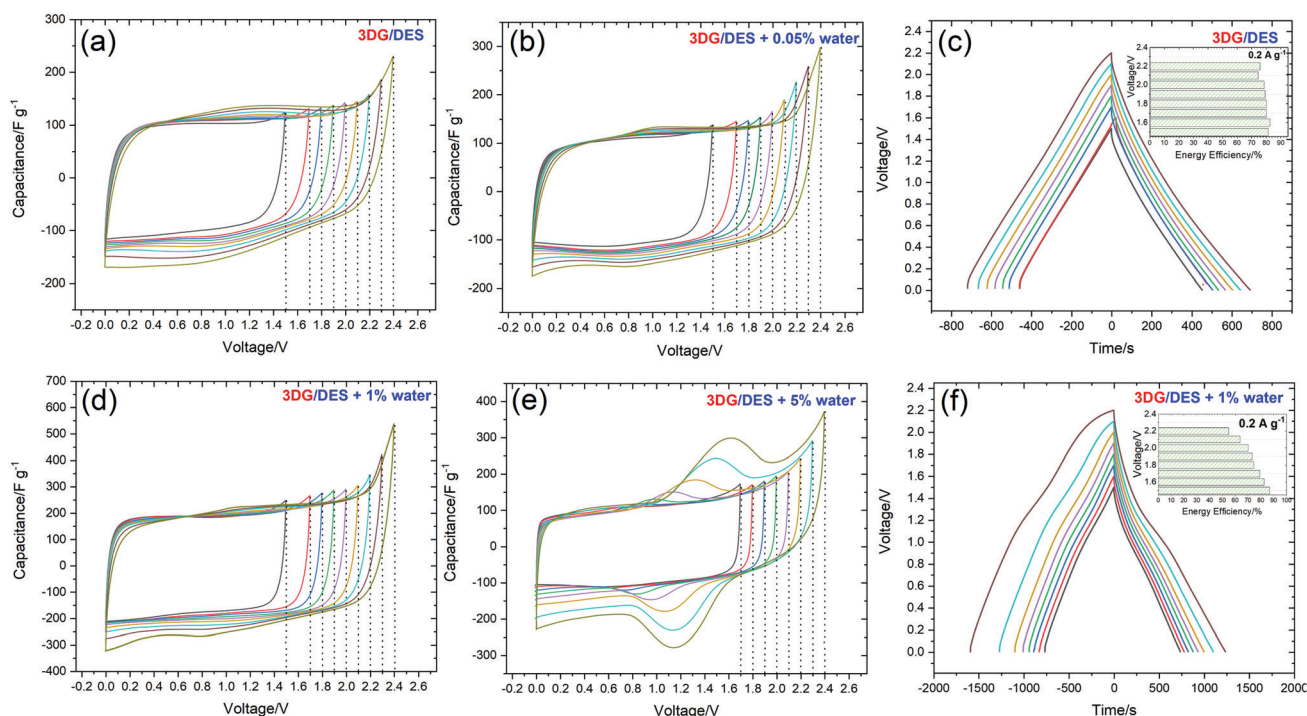 (a)
3DG/DES
Capacitance/F g⁻¹
300
200
100
0
-100
-200
-0.2 0.0 0.2 0.4 0.6 0.8 1.0 1.2 1.4 1.6 1.8 2.0 2.2 2.4 2.6
Voltage/V
(b)
3DG/DES + 0.05% water
Capacitance/F g⁻¹
300
200
100
0
-100
-200
-0.2 0.0 0.2 0.4 0.6 0.8 1.0 1.2 1.4 1.6 1.8 2.0 2.2 2.4 2.6
Voltage/V
(c)
3DG/DES
Voltage/V
2.4
2.2
2.0
1.8
1.6
1.4
1.2
1.0
0.8
0.6
0.4
0.2
0.0
-800 -600 -400 -200 0 200 400 600 800
Time/s
0.2 A g⁻¹
Voltage/V
2.4
2.2
2.0
1.8
1.6
0 10 20 30 40 50 60 70 80 90
Energy Efficiency/%
(d)
3DG/DES + 1% water
Capacitance/F g⁻¹
700
600
500
400
300
200
100
0
-100
-200
-300
-400
-0.2 0.0 0.2 0.4 0.6 0.8 1.0 1.2 1.4 1.6 1.8 2.0 2.2 2.4 2.6
Voltage/V
(e)
3DG/DES + 5% water
Capacitance/F g⁻¹
400
300
200
100
0
-100
-200
-300
-0.2 0.0 0.2 0.4 0.6 0.8 1.0 1.2 1.4 1.6 1.8 2.0 2.2 2.4 2.6
Voltage/V
(f)
3DG/DES + 1% water
Voltage/V
2.4
2.2
2.0
1.8
1.6
1.4
1.2
1.0
0.8
0.6
0.4
0.2
0.0
-2000 -1500 -1000 -500 0 500 1000 1500 2000
Time/s
0.2 A g⁻¹
Voltage/V
2.4
2.2
2.0
1.8
1.6
0 10 20 30 40 50 60 70 80 90 100
Energy Efficiency/%